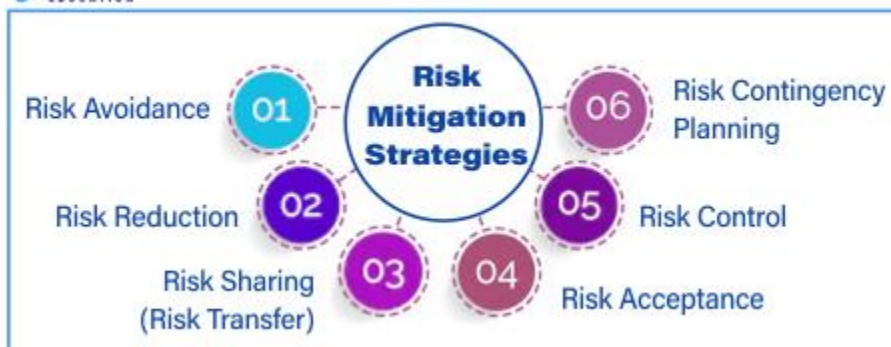 Risk
Mitigation
Strategies
01
Risk Avoidance
02
Risk Reduction
03
Risk Sharing
(Risk Transfer)
04
Risk Acceptance
05
Risk Control
06
Risk Contingency
Planning